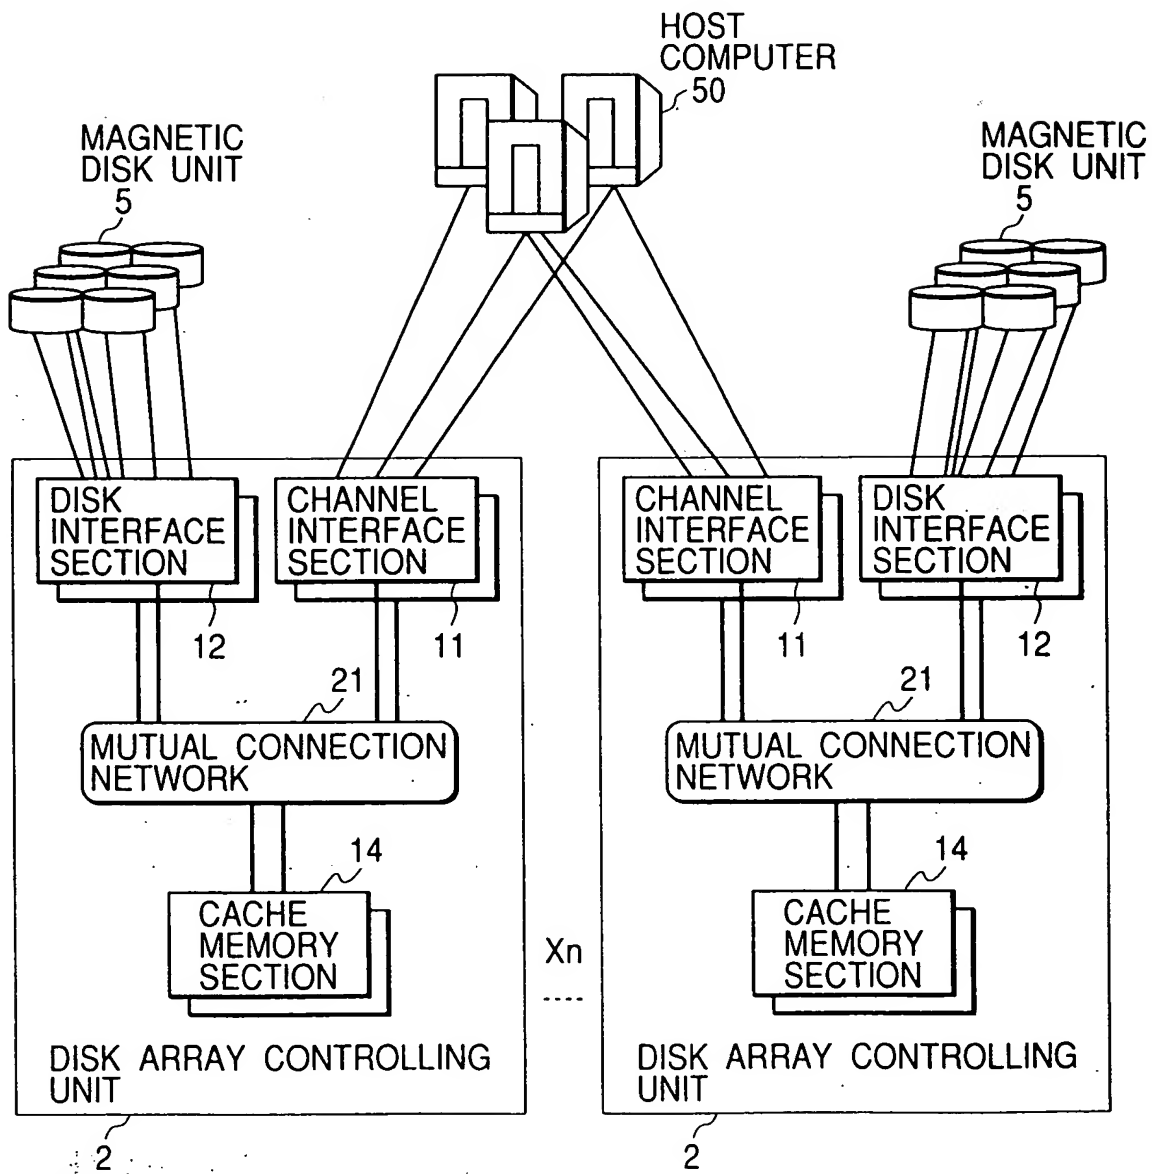 HOST
COMPUTER
50
MAGNETIC
DISK UNIT
5
MAGNETIC
DISK UNIT
5
DISK
INTERFACE
SECTION
12
CHANNEL
INTERFACE
SECTION
11
CHANNEL
INTERFACE
SECTION
11
DISK
INTERFACE
SECTION
12
21
MUTUAL CONNECTION
NETWORK
21
MUTUAL CONNECTION
NETWORK
14
CACHE
MEMORY
SECTION
14
CACHE
MEMORY
SECTION
Xn
DISK ARRAY CONTROLLING
UNIT
2
DISK ARRAY CONTROLLING
UNIT
2